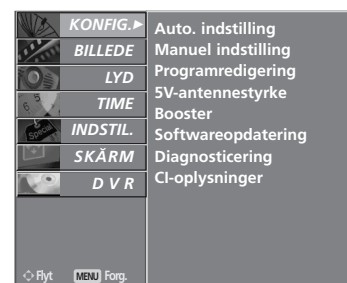 KONFIG.
BILLEDE
LYD
TIME
INDSTIL.
SKÄRM
D V R
Auto. indstilling
Manuel indstilling
Programredigering
5V-antennestyrke
Booster
Softwareopdatering
Diagnosticering
CI-oplysninger
Flyt MENU Forg.